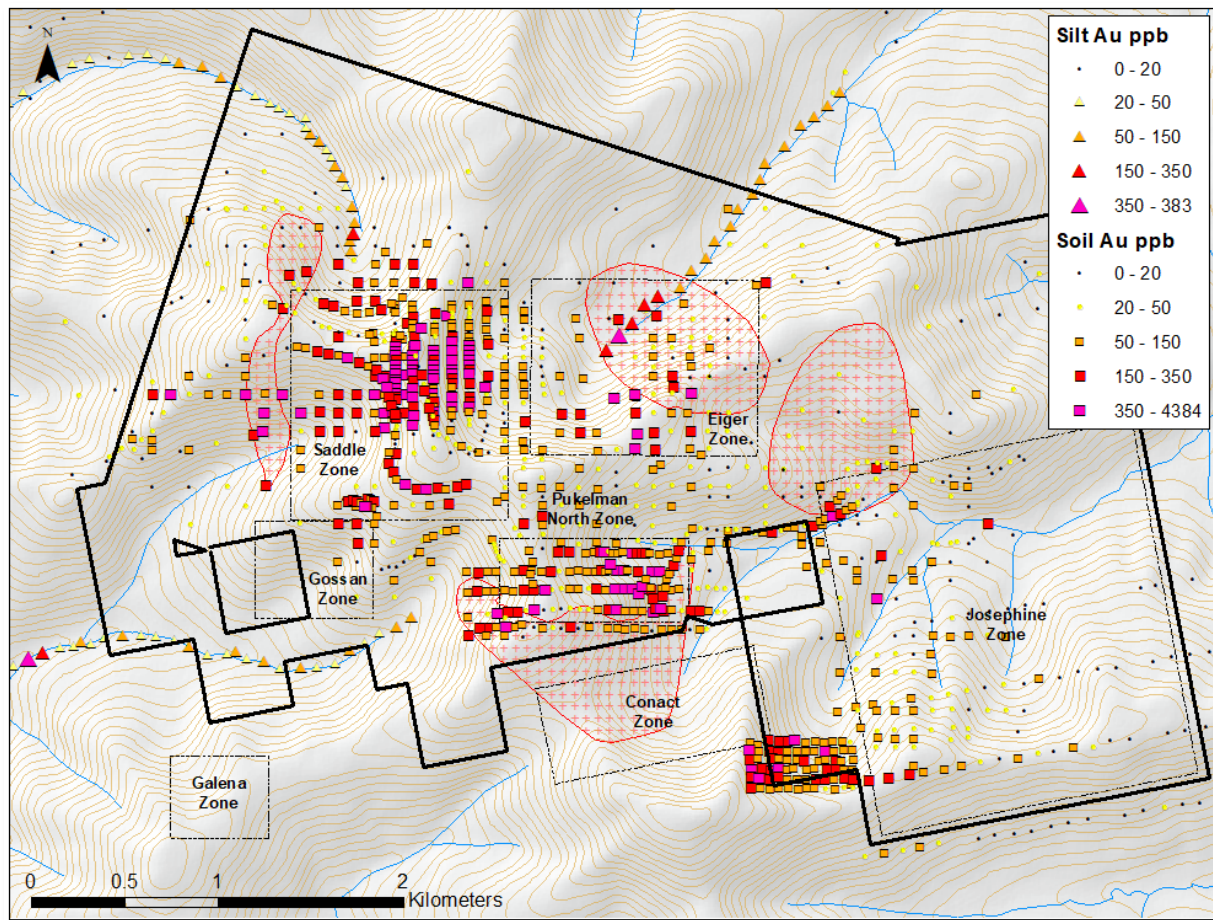 N
Silt Au ppb
0 - 20
20 - 50
50 - 150
150 - 350
350 - 383
Soil Au ppb
0 - 20
20 - 50
50 - 150
150 - 350
350 - 4384
Eiger
Zone
Saddle
Zone
Pukelman
North Zone
Gossan
Zone
Josephine
Zone
Conact
Zone
Galena
Zone
0 0.5 1 2
Kilometers